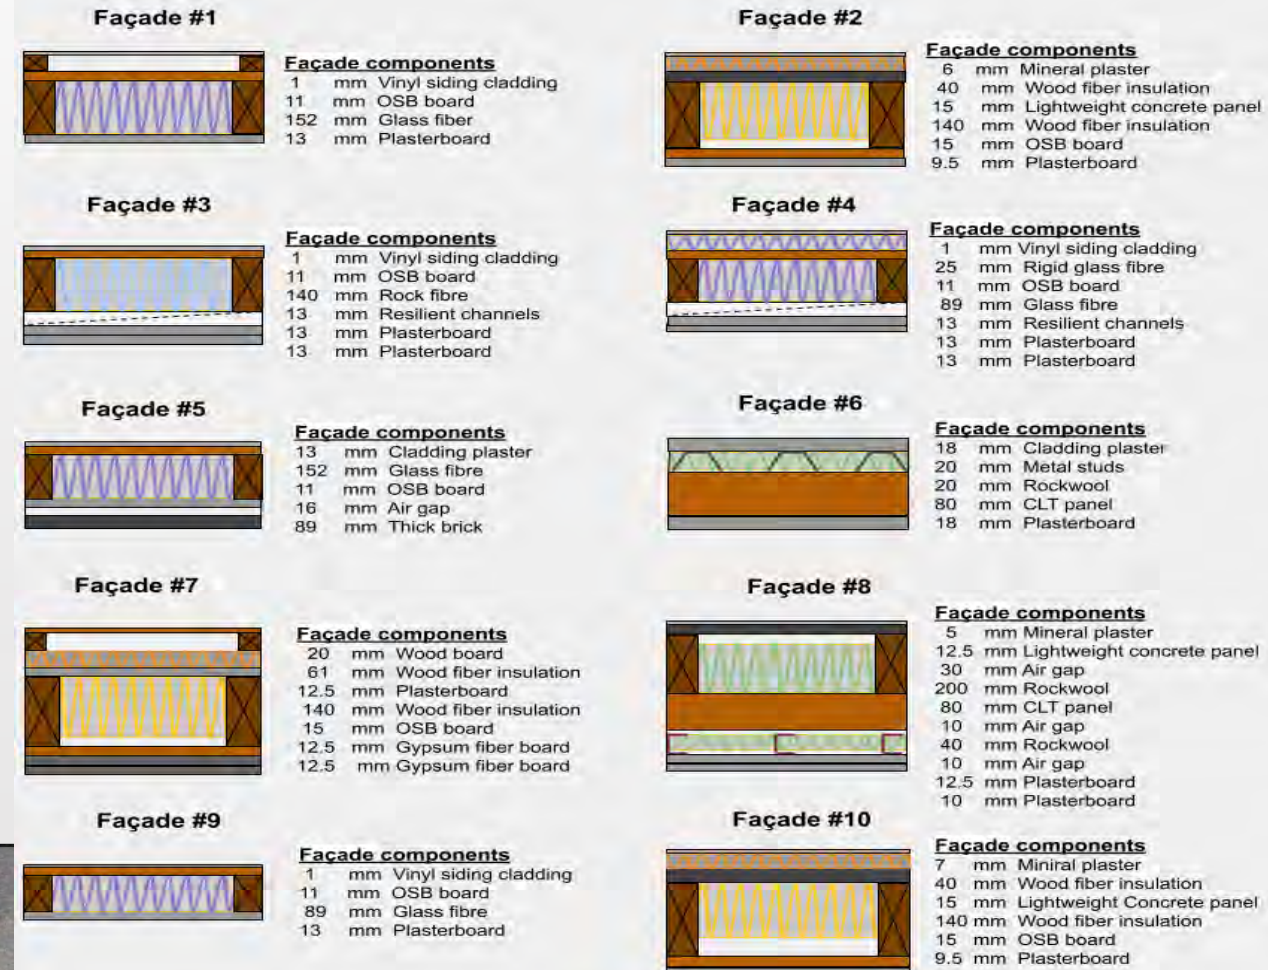 Façade #1
Façade components
1 mm Vinyl siding cladding
11 mm OSB board
152 mm Glass fiber
13 mm Plasterboard
Façade #2
Façade components
6 mm Mineral plaster
40 mm Wood fiber insulation
15 mm Lightweight concrete panel
140 mm Wood fiber insulation
15 mm OSB board
9.5 mm Plasterboard
Façade #3
Façade components
1 mm Vinyl siding cladding
11 mm OSB board
140 mm Rock fibre
13 mm Resilient channels
13 mm Plasterboard
13 mm Plasterboard
Façade #4
Façade components
1 mm Vinyl siding cladding
25 mm Rigid glass fibre
11 mm OSB board
89 mm Glass fibre
13 mm Resilient channels
13 mm Plasterboard
13 mm Plasterboard
Façade #5
Façade components
13 mm Cladding plaster
152 mm Glass fibre
11 mm OSB board
16 mm Air gap
89 mm Thick brick
Façade #6
Façade components
18 mm Cladding plaster
20 mm Metal studs
20 mm Rockwool
80 mm CLT panel
18 mm Plasterboard
Façade #7
Façade components
20 mm Wood board
61 mm Wood fiber insulation
12.5 mm Plasterboard
140 mm Wood fiber insulation
15 mm OSB board
12.5 mm Gypsum fiber board
12.5 mm Gypsum fiber board
Façade #8
Façade components
5 mm Mineral plaster
12.5 mm Lightweight concrete panel
30 mm Air gap
200 mm Rockwool
80 mm CLT panel
10 mm Air gap
40 mm Rockwool
10 mm Air gap
12.5 mm Plasterboard
10 mm Plasterboard
Façade #9
Façade components
1 mm Vinyl siding cladding
11 mm OSB board
89 mm Glass fibre
13 mm Plasterboard
Façade #10
Façade components
7 mm Miniral plaster
40 mm Wood fiber insulation
15 mm Lightweight Concrete panel
140 mm Wood fiber insulation
15 mm OSB board
9.5 mm Plasterboard